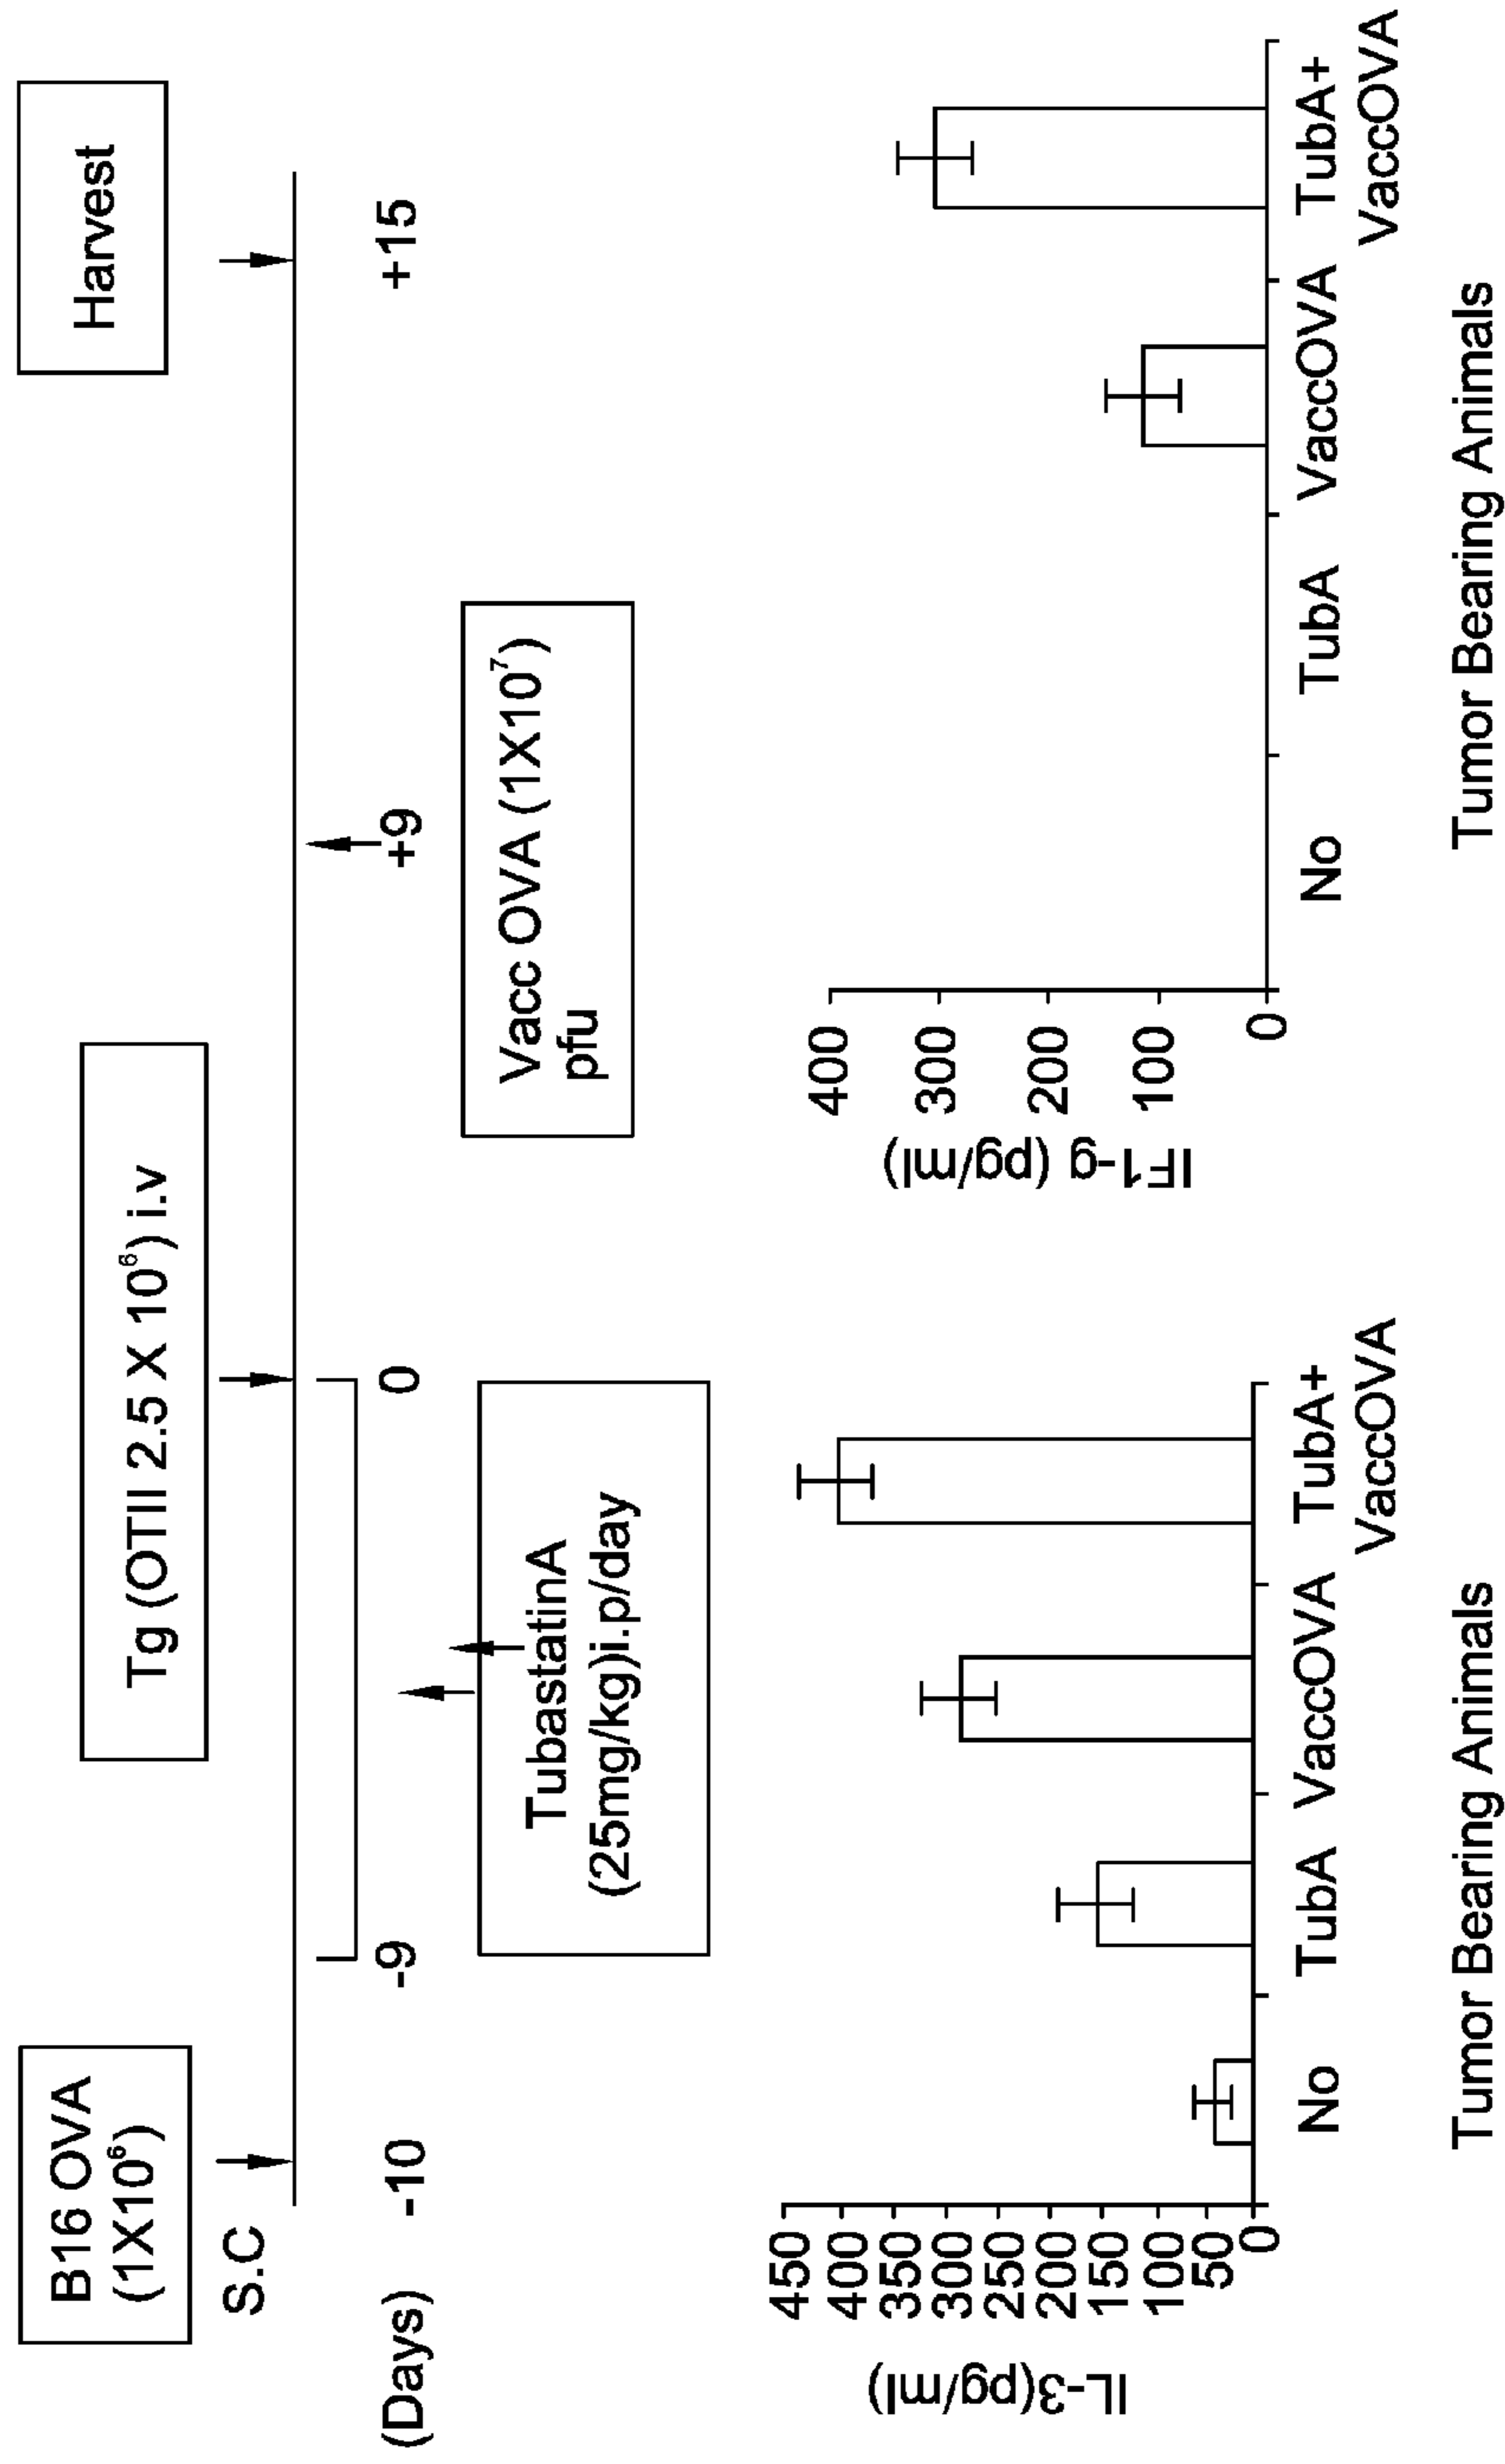 B16 OVA
(1X10⁶)
Tg (OTII 2.5 X 10⁶) i.v
Harvest
S.C
(Days)
-10
-9
0
+9
+15
TubastatinA
(25mg/kg)i.p/day
Vacc OVA (1X10⁷)
pfu
IL-3(pg/ml)
450
400
350
300
250
200
150
100
50
0
No
TubA
VaccOVA
TubA+
VaccOVA
Tumor Bearing Animals
IF1-g (pg/ml)
400
300
200
100
0
No
TubA
VaccOVA
TubA+
VaccOVA
Tumor Bearing Animals